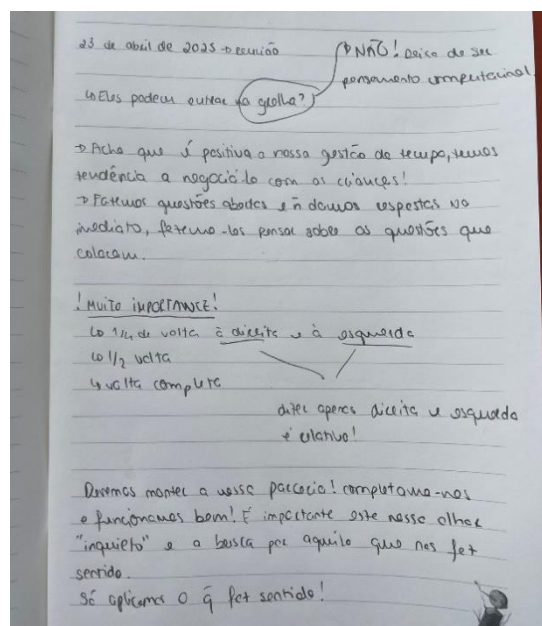 23 de abril de 2025 → reunião
→ NÃO! Deixa de ser
pensamento computacional
↳ Eles podem entrar na grelha?
→ Acha que é positiva a nossa gestão do tempo, temos
tendência a negociá-lo com as crianças!
→ Fazemos questões abertas e ñ damos respostas no
imediato, fazemo-los pensar sobre as questões que
colocam.
! MUITO IMPORTANTE!
↳ 1/4 de volta à direita e à esquerda
↳ 1/2 volta
↳ volta completa
dizer apenas direita e esquerda
é relativo!
Devemos manter a nossa parceria! completamo-nos
e funcionamos bem! É importante este nosso olhar
"inquieto" e a busca por aquilo que nos fez
sentido.
Só aplicamos o q̃ fez sentido!